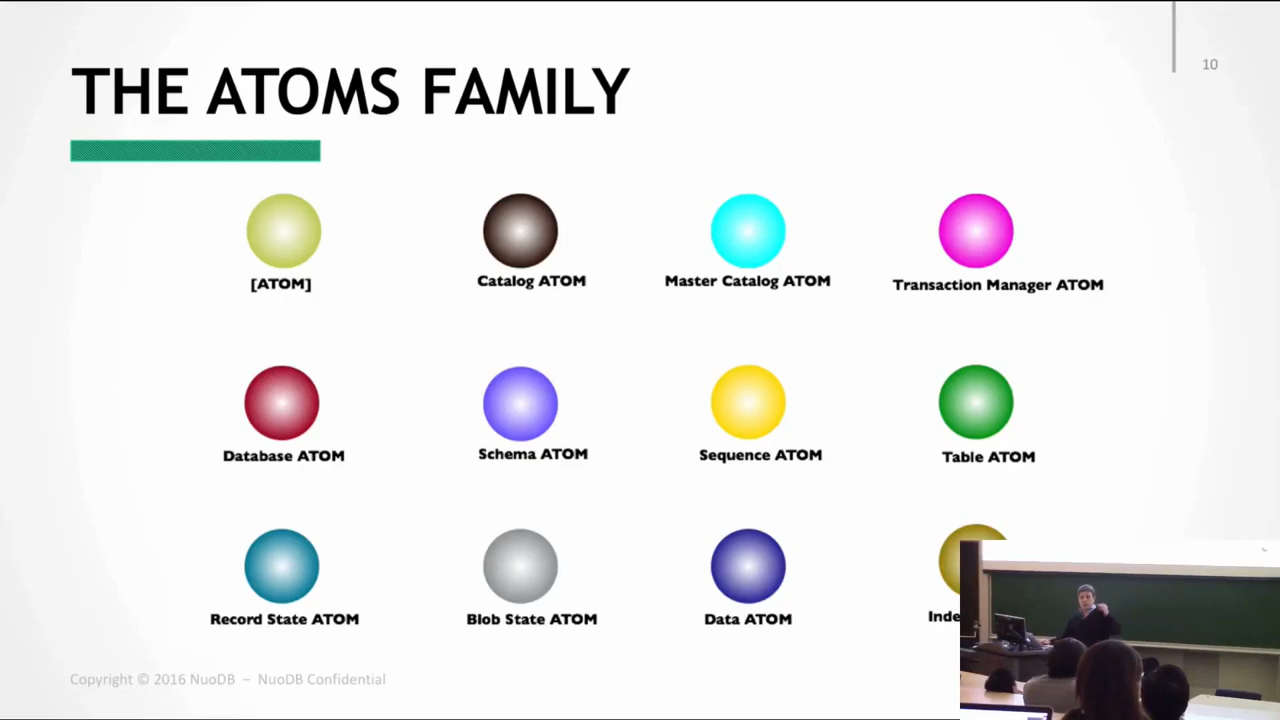 10
THE ATOMS FAMILY
[ATOM]
Catalog ATOM
Master Catalog ATOM
Transaction Manager ATOM
Database ATOM
Schema ATOM
Sequence ATOM
Table ATOM
Record State ATOM
Blob State ATOM
Data ATOM
Copyright © 2016 NuoDB – NuoDB Confidential